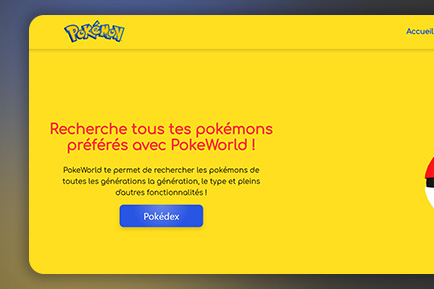 POKéMON
Accueil
Recherche tous tes pokémons
préférés avec PokeWorld !
PokeWorld te permet de rechercher les pokémons de
toutes les générations la génération, le type et pleins
d'autres fonctionnalités !
Pokédex